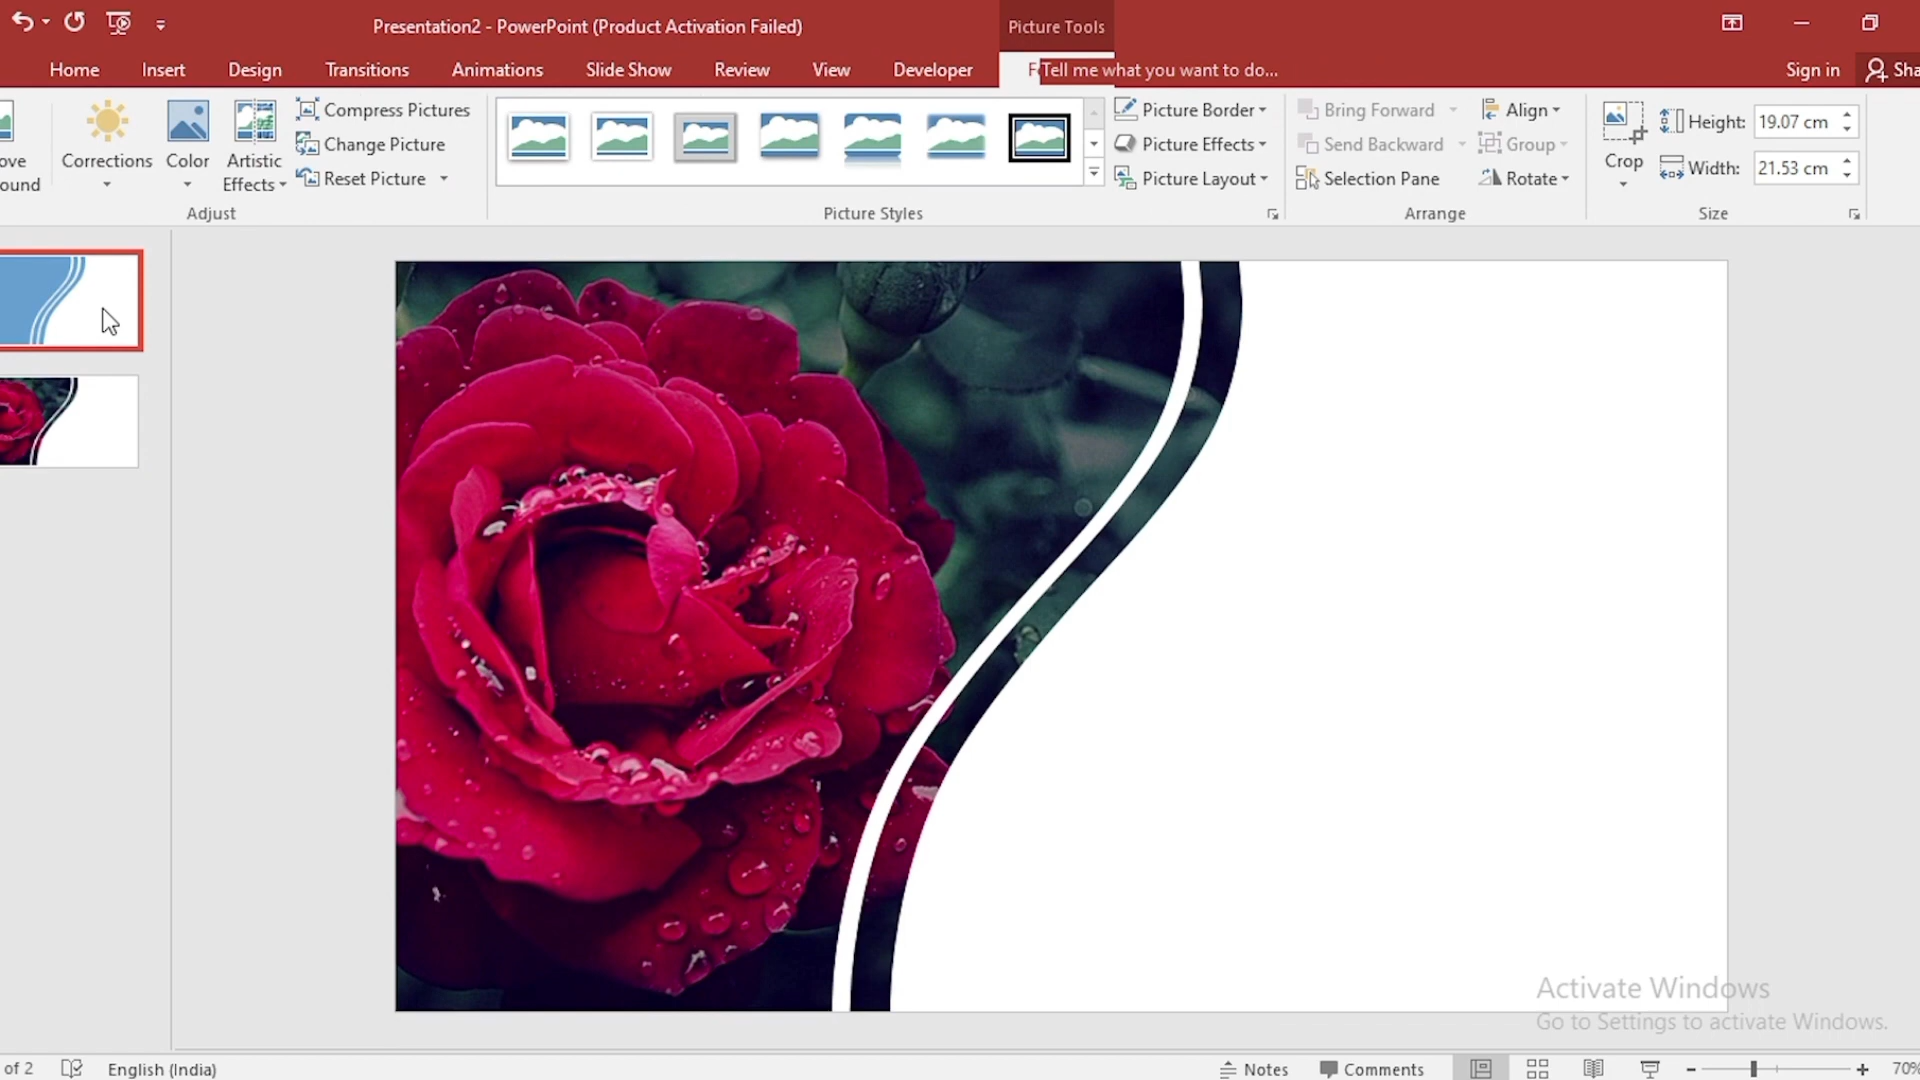 Presentation2 - PowerPoint (Product Activation Failed)
Picture Tools
Home Insert Design Transitions Animations Slide Show Review View Developer F Tell me what you want to do... Sign in Sha
ove
ound
Corrections
Color
Artistic
Effects
Compress Pictures
Change Picture
Reset Picture
Adjust
Picture Styles
Picture Border
Picture Effects
Picture Layout
Bring Forward
Send Backward
Selection Pane
Align
Group
Rotate
Arrange
Crop
Height: 19.07 cm
Width: 21.53 cm
Size
Activate Windows
Go to Settings to activate Windows.
of 2 English (India) Notes Comments 70%